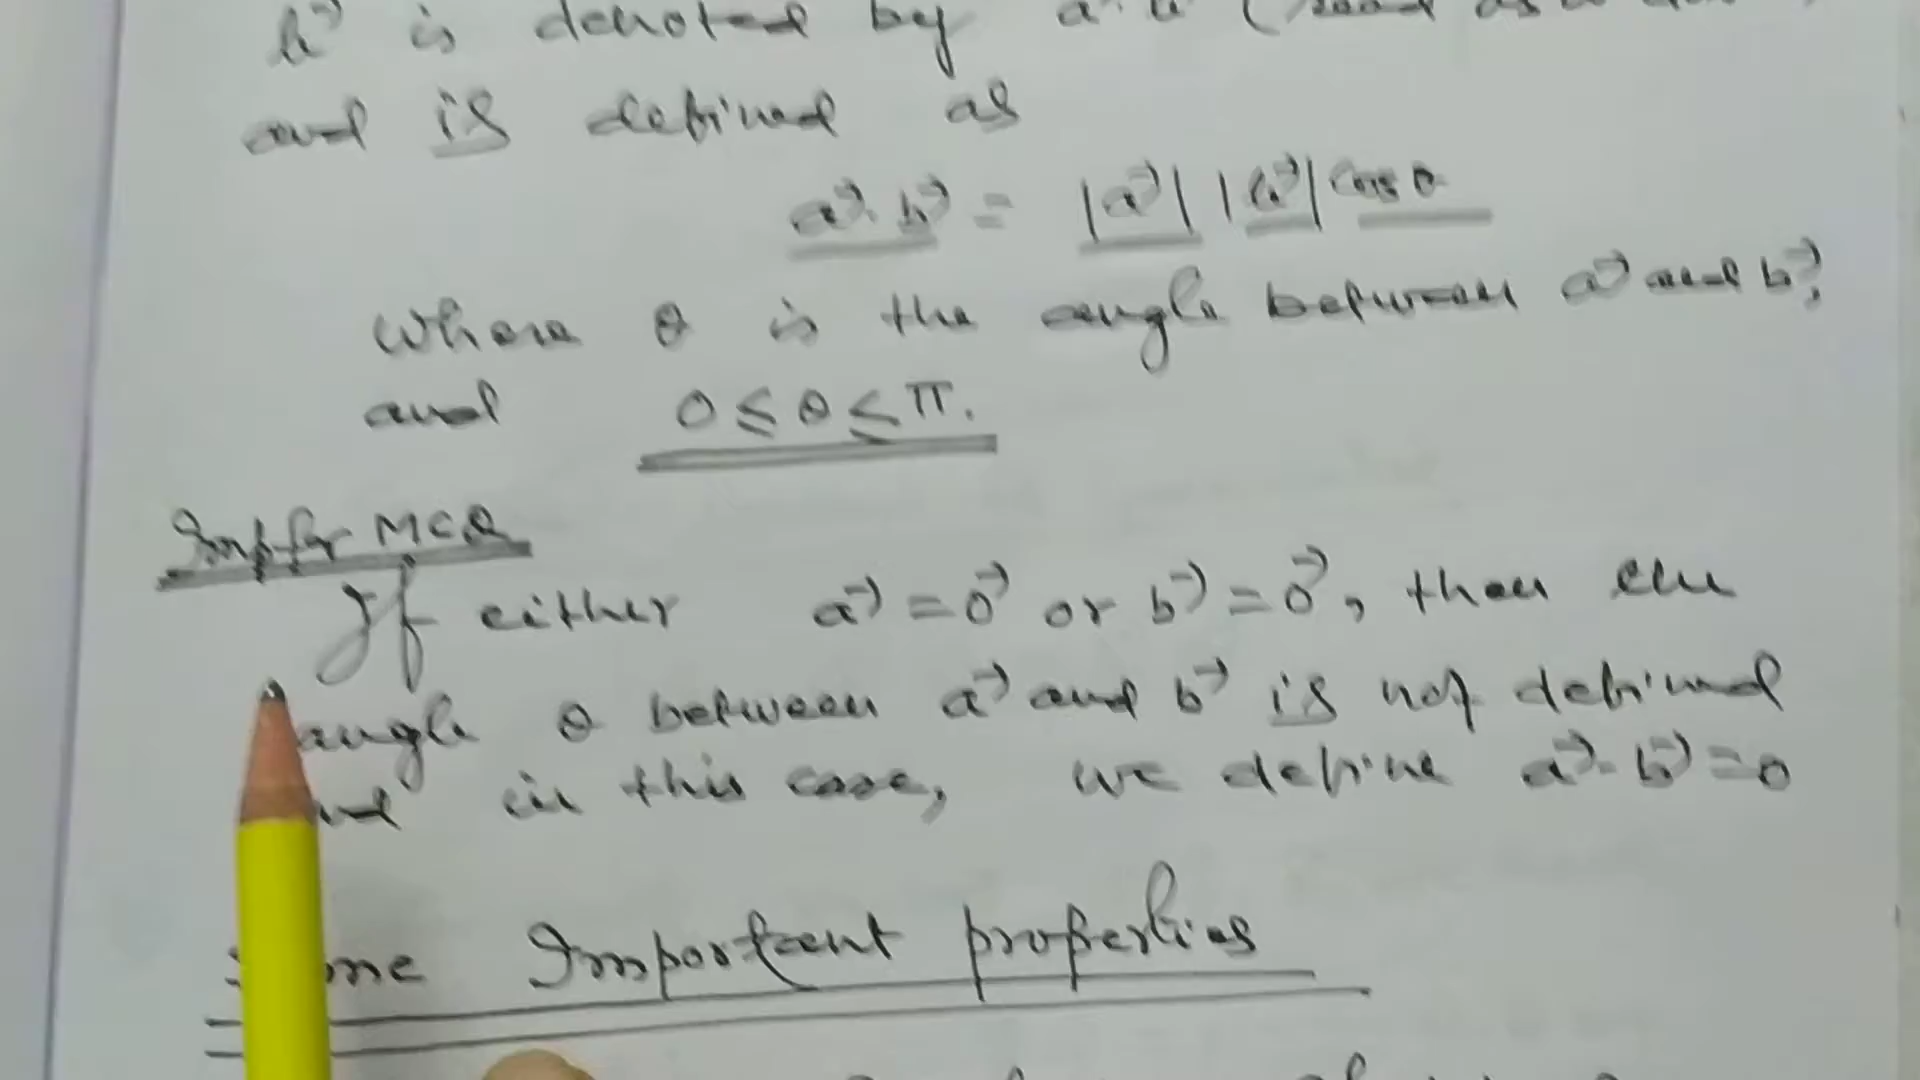 b⃗ is denoted by a⃗.b⃗ (read as a
and is defined as
a⃗. b⃗ = |a⃗| |b⃗| cos θ
Where θ is the angle between a⃗ and b⃗,
and 0 ≤ θ ≤ π.
Imp for MCQ
If either a⃗ = 0⃗ or b⃗ = 0⃗, then
angle θ between a⃗ and b⃗ is not defined
in this case, we define a⃗. b⃗ = 0
Important properties